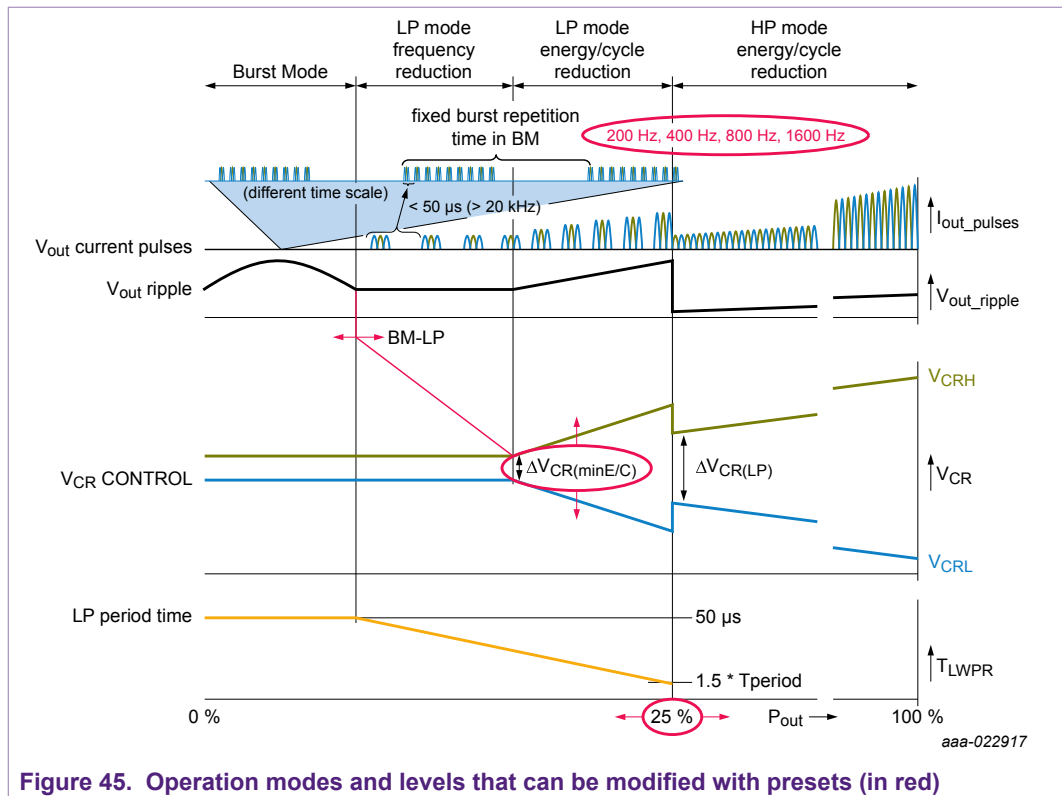 LP mode
frequency
reduction
LP mode
energy/cycle
reduction
HP mode
energy/cycle
reduction
Burst Mode
fixed burst repetition
time in BM
200 Hz, 400 Hz, 800 Hz, 1600 Hz
(different time scale)
< 50 µs (> 20 kHz)
Iout_pulses
Vout current pulses
Vout ripple
Vout_ripple
BM-LP
VCRH
ΔVCR(minE/C)
ΔVCR(LP)
VCR CONTROL
VCR
VCRL
LP period time
50 µs
TLWPR
1.5 * Tperiod
0 %
25 %
Pout
100 %
aaa-022917
Figure 45. Operation modes and levels that can be modified with presets (in red)